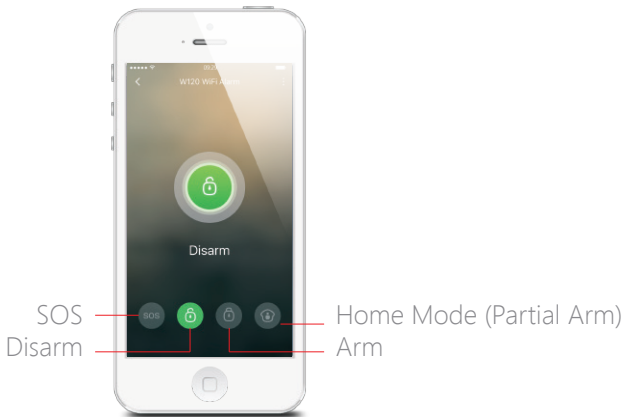 W120 WiFi Alarm
Disarm
SOS
SOS
Home Mode (Partial Arm)
Disarm
Arm